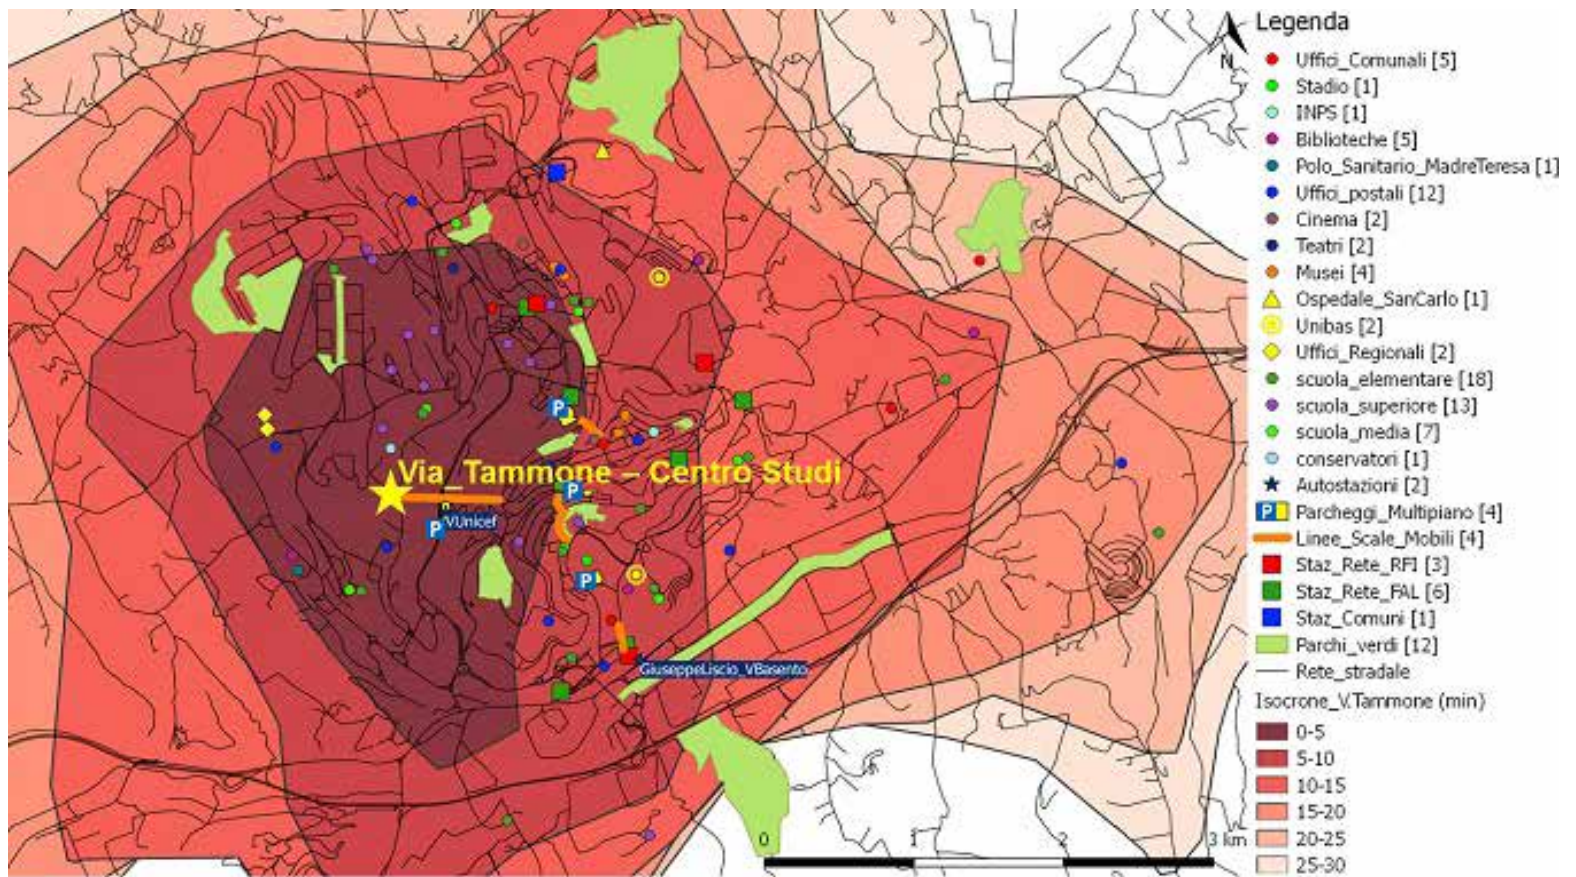 N
Legenda
Uffici_Comunali [5]
Stadio [1]
INPS [1]
Biblioteche [5]
Polo_Sanitario_MadreTeresa [1]
Uffici_postali [12]
Cinema [2]
Teatri [2]
Musei [4]
Ospedale_SanCarlo [1]
Unibas [2]
Uffici_Regionali [2]
scuola_elementare [18]
scuola_superiore [13]
scuola_media [7]
conservatori [1]
Autostazioni [2]
P Parcheggi_Multipiano [4]
Linee_Scale_Mobili [4]
Staz_Rete_RFI [3]
Staz_Rete_FAL [6]
Staz_Comuni [1]
Parchi_verdi [12]
Rete_stradale
Isocrone_V.Tammone (min)
0-5
5-10
10-15
15-20
20-25
25-30
P
Via_Tammone – Centro Studi
P
P VUnicef
P
GiuseppeLiscio_VBasento
0 1 2 3 km